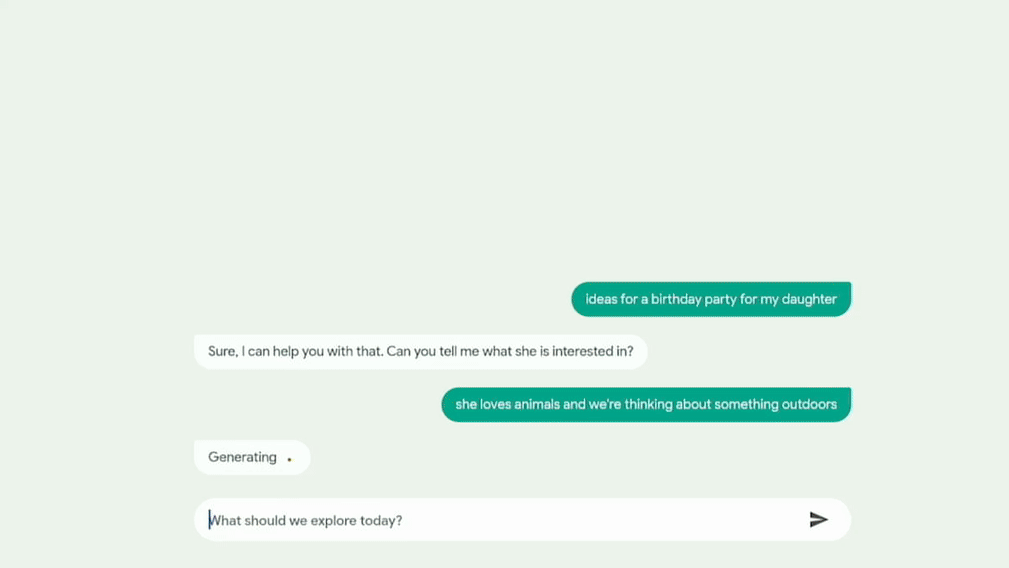 ideas for a birthday party for my daughter
Sure, I can help you with that. Can you tell me what she is interested in?
she loves animals and we're thinking about something outdoors
Generating
What should we explore today?